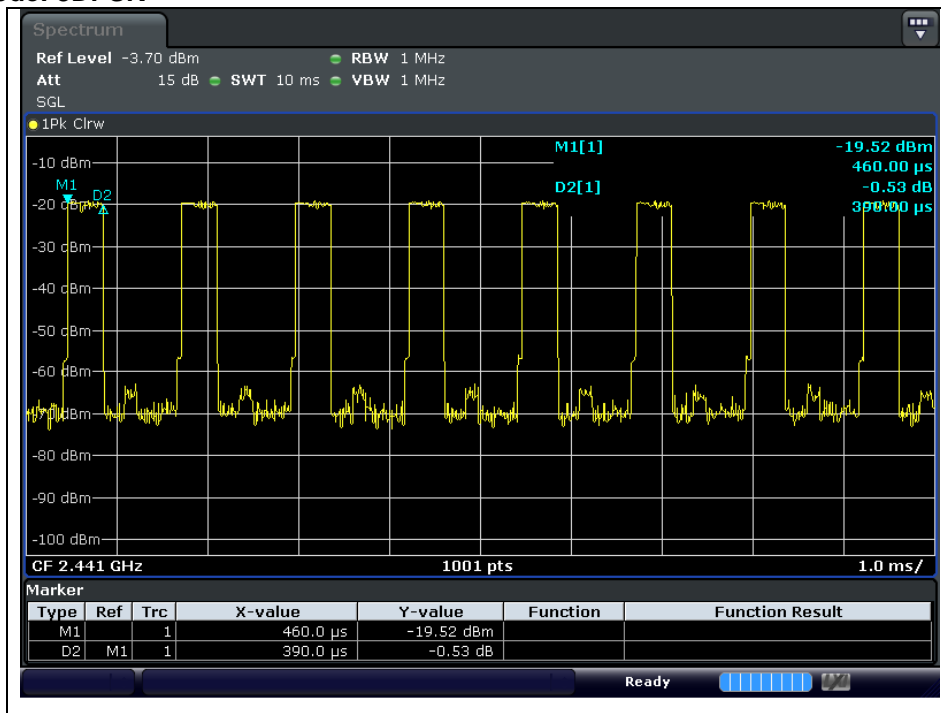 Spectrum
Ref Level -3.70 dBm RBW 1 MHz
Att 15 dB SWT 10 ms VBW 1 MHz
SGL
1Pk Clrw
M1[1] -19.52 dBm
460.00 µs
D2[1] -0.53 dB
390.00 µs
-10 dBm
M1
D2
-20 dBm
-30 dBm
-40 dBm
-50 dBm
-60 dBm
-80 dBm
-90 dBm
-100 dBm
CF 2.441 GHz 1001 pts 1.0 ms/
Marker
Type Ref Trc X-value Y-value Function Function Result
M1 1 460.0 µs -19.52 dBm
D2 M1 1 390.0 µs -0.53 dB
Ready